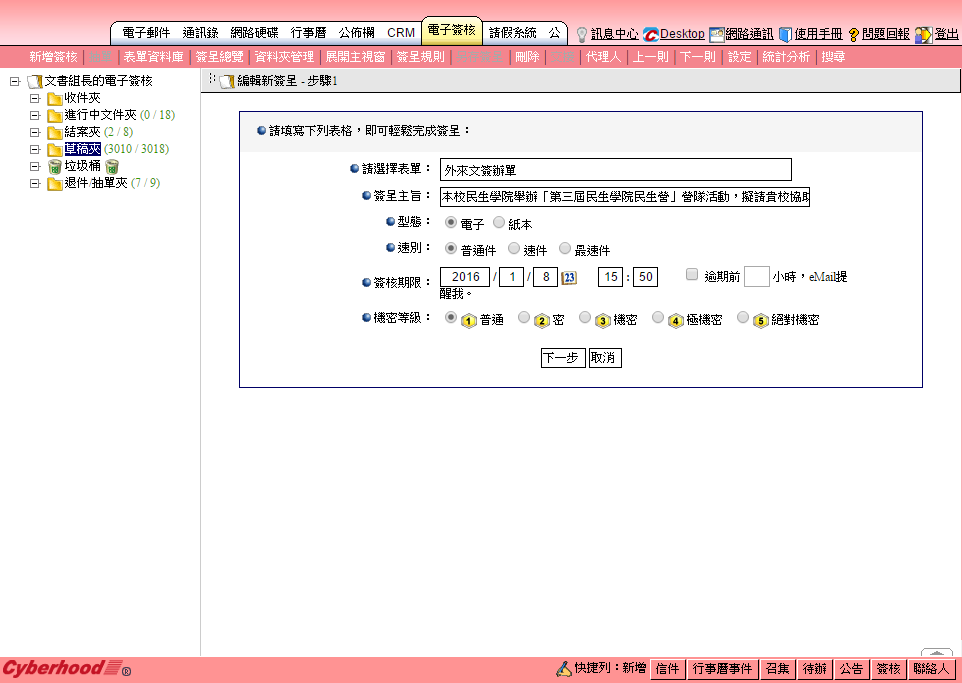 電子郵件 通訊錄 網路硬碟 行事曆 公佈欄 CRM 電子簽核 請假系統 公 訊息中心 Desktop 網路通訊 使用手冊 問題回報 登出
新增簽核 表單資料庫 簽呈總覽 資料夾管理 展開主視窗 簽呈規則 刪除 代理人 上一則 下一則 設定 統計分析 搜尋
文書組長的電子簽核
收件夾
進行中文件夾 (0 / 18)
結案夾 (2 / 8)
草稿夾 (3010 / 3018)
垃圾桶
退件/抽單夾 (7 / 9)
編輯新簽呈 - 步驟1
請填寫下列表格，即可輕鬆完成簽呈：
請選擇表單： 外來文簽辦單
簽呈主旨： 本校民生學院舉辦「第三屆民生學院民生營」營隊活動，擬請貴校協助
型態： 電子 紙本
速別： 普通件 速件 最速件
簽核期限： 2016 / 1 / 8 23 15 : 50 逾期前 小時，eMail提
醒我。
機密等級： 1 普通 2 密 3 機密 4 極機密 5 絕對機密
下一步 取消
Cyberhood ® 快捷列：新增 信件 行事曆事件 召集 待辦 公告 簽核 聯絡人